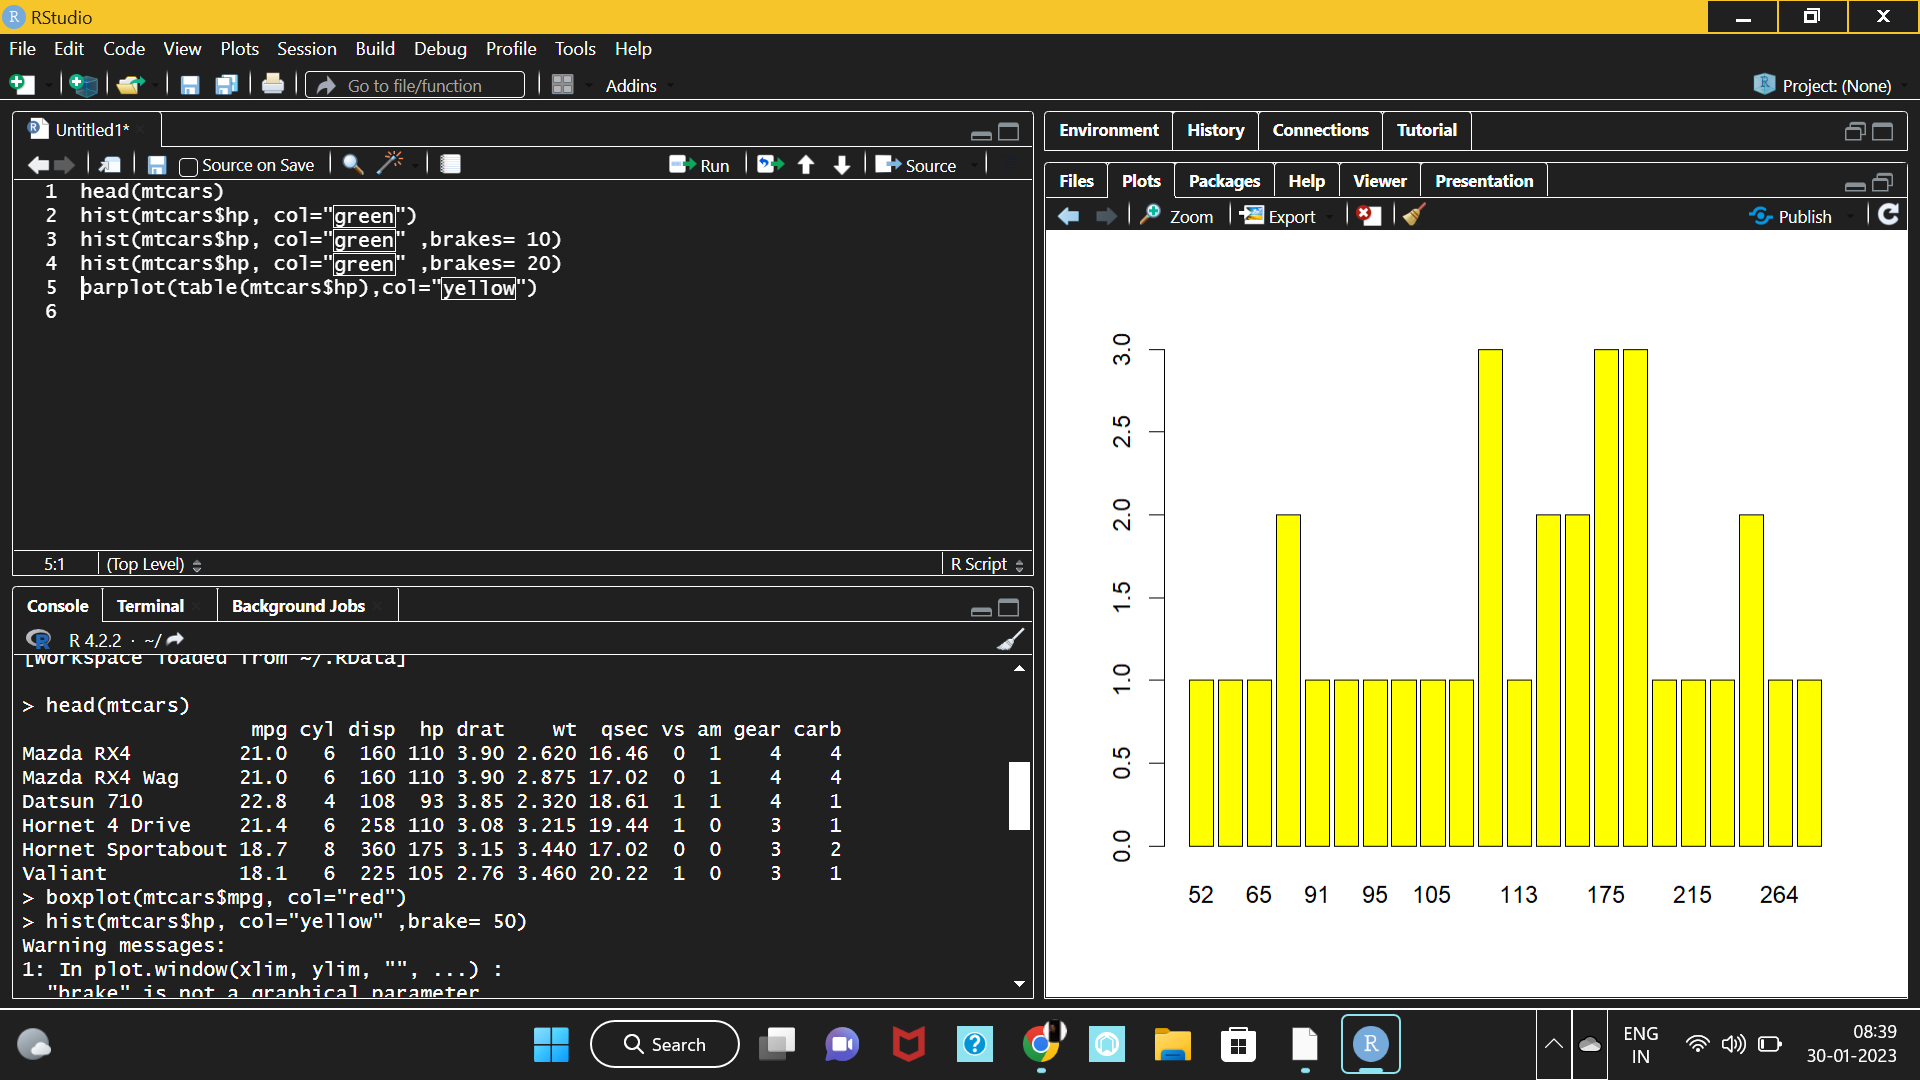 RStudio
File Edit Code View Plots Session Build Debug Profile Tools Help
Go to file/function Addins Project: (None)
Untitled1*
Source on Save Run Source
1 head(mtcars)
2 hist(mtcars$hp, col="green")
3 hist(mtcars$hp, col="green" ,brakes= 10)
4 hist(mtcars$hp, col="green" ,brakes= 20)
5 barplot(table(mtcars$hp),col="yellow")
6
5:1 (Top Level) R Script
Console Terminal Background Jobs
R 4.2.2 · ~/
[Workspace loaded from ~/.RData]
> head(mtcars)
mpg cyl disp hp drat wt qsec vs am gear carb
Mazda RX4 21.0 6 160 110 3.90 2.620 16.46 0 1 4 4
Mazda RX4 Wag 21.0 6 160 110 3.90 2.875 17.02 0 1 4 4
Datsun 710 22.8 4 108 93 3.85 2.320 18.61 1 1 4 1
Hornet 4 Drive 21.4 6 258 110 3.08 3.215 19.44 1 0 3 1
Hornet Sportabout 18.7 8 360 175 3.15 3.440 17.02 0 0 3 2
Valiant 18.1 6 225 105 2.76 3.460 20.22 1 0 3 1
> boxplot(mtcars$mpg, col="red")
> hist(mtcars$hp, col="yellow" ,brake= 50)
Warning messages:
1: In plot.window(xlim, ylim, "", ...) :
"brake" is not a graphical parameter
Environment History Connections Tutorial
Files Plots Packages Help Viewer Presentation
Zoom Export Publish
3.0
2.5
2.0
1.5
1.0
0.5
0.0
52 65 91 95 105 113 175 215 264
Search
ENG
IN
08:39
30-01-2023